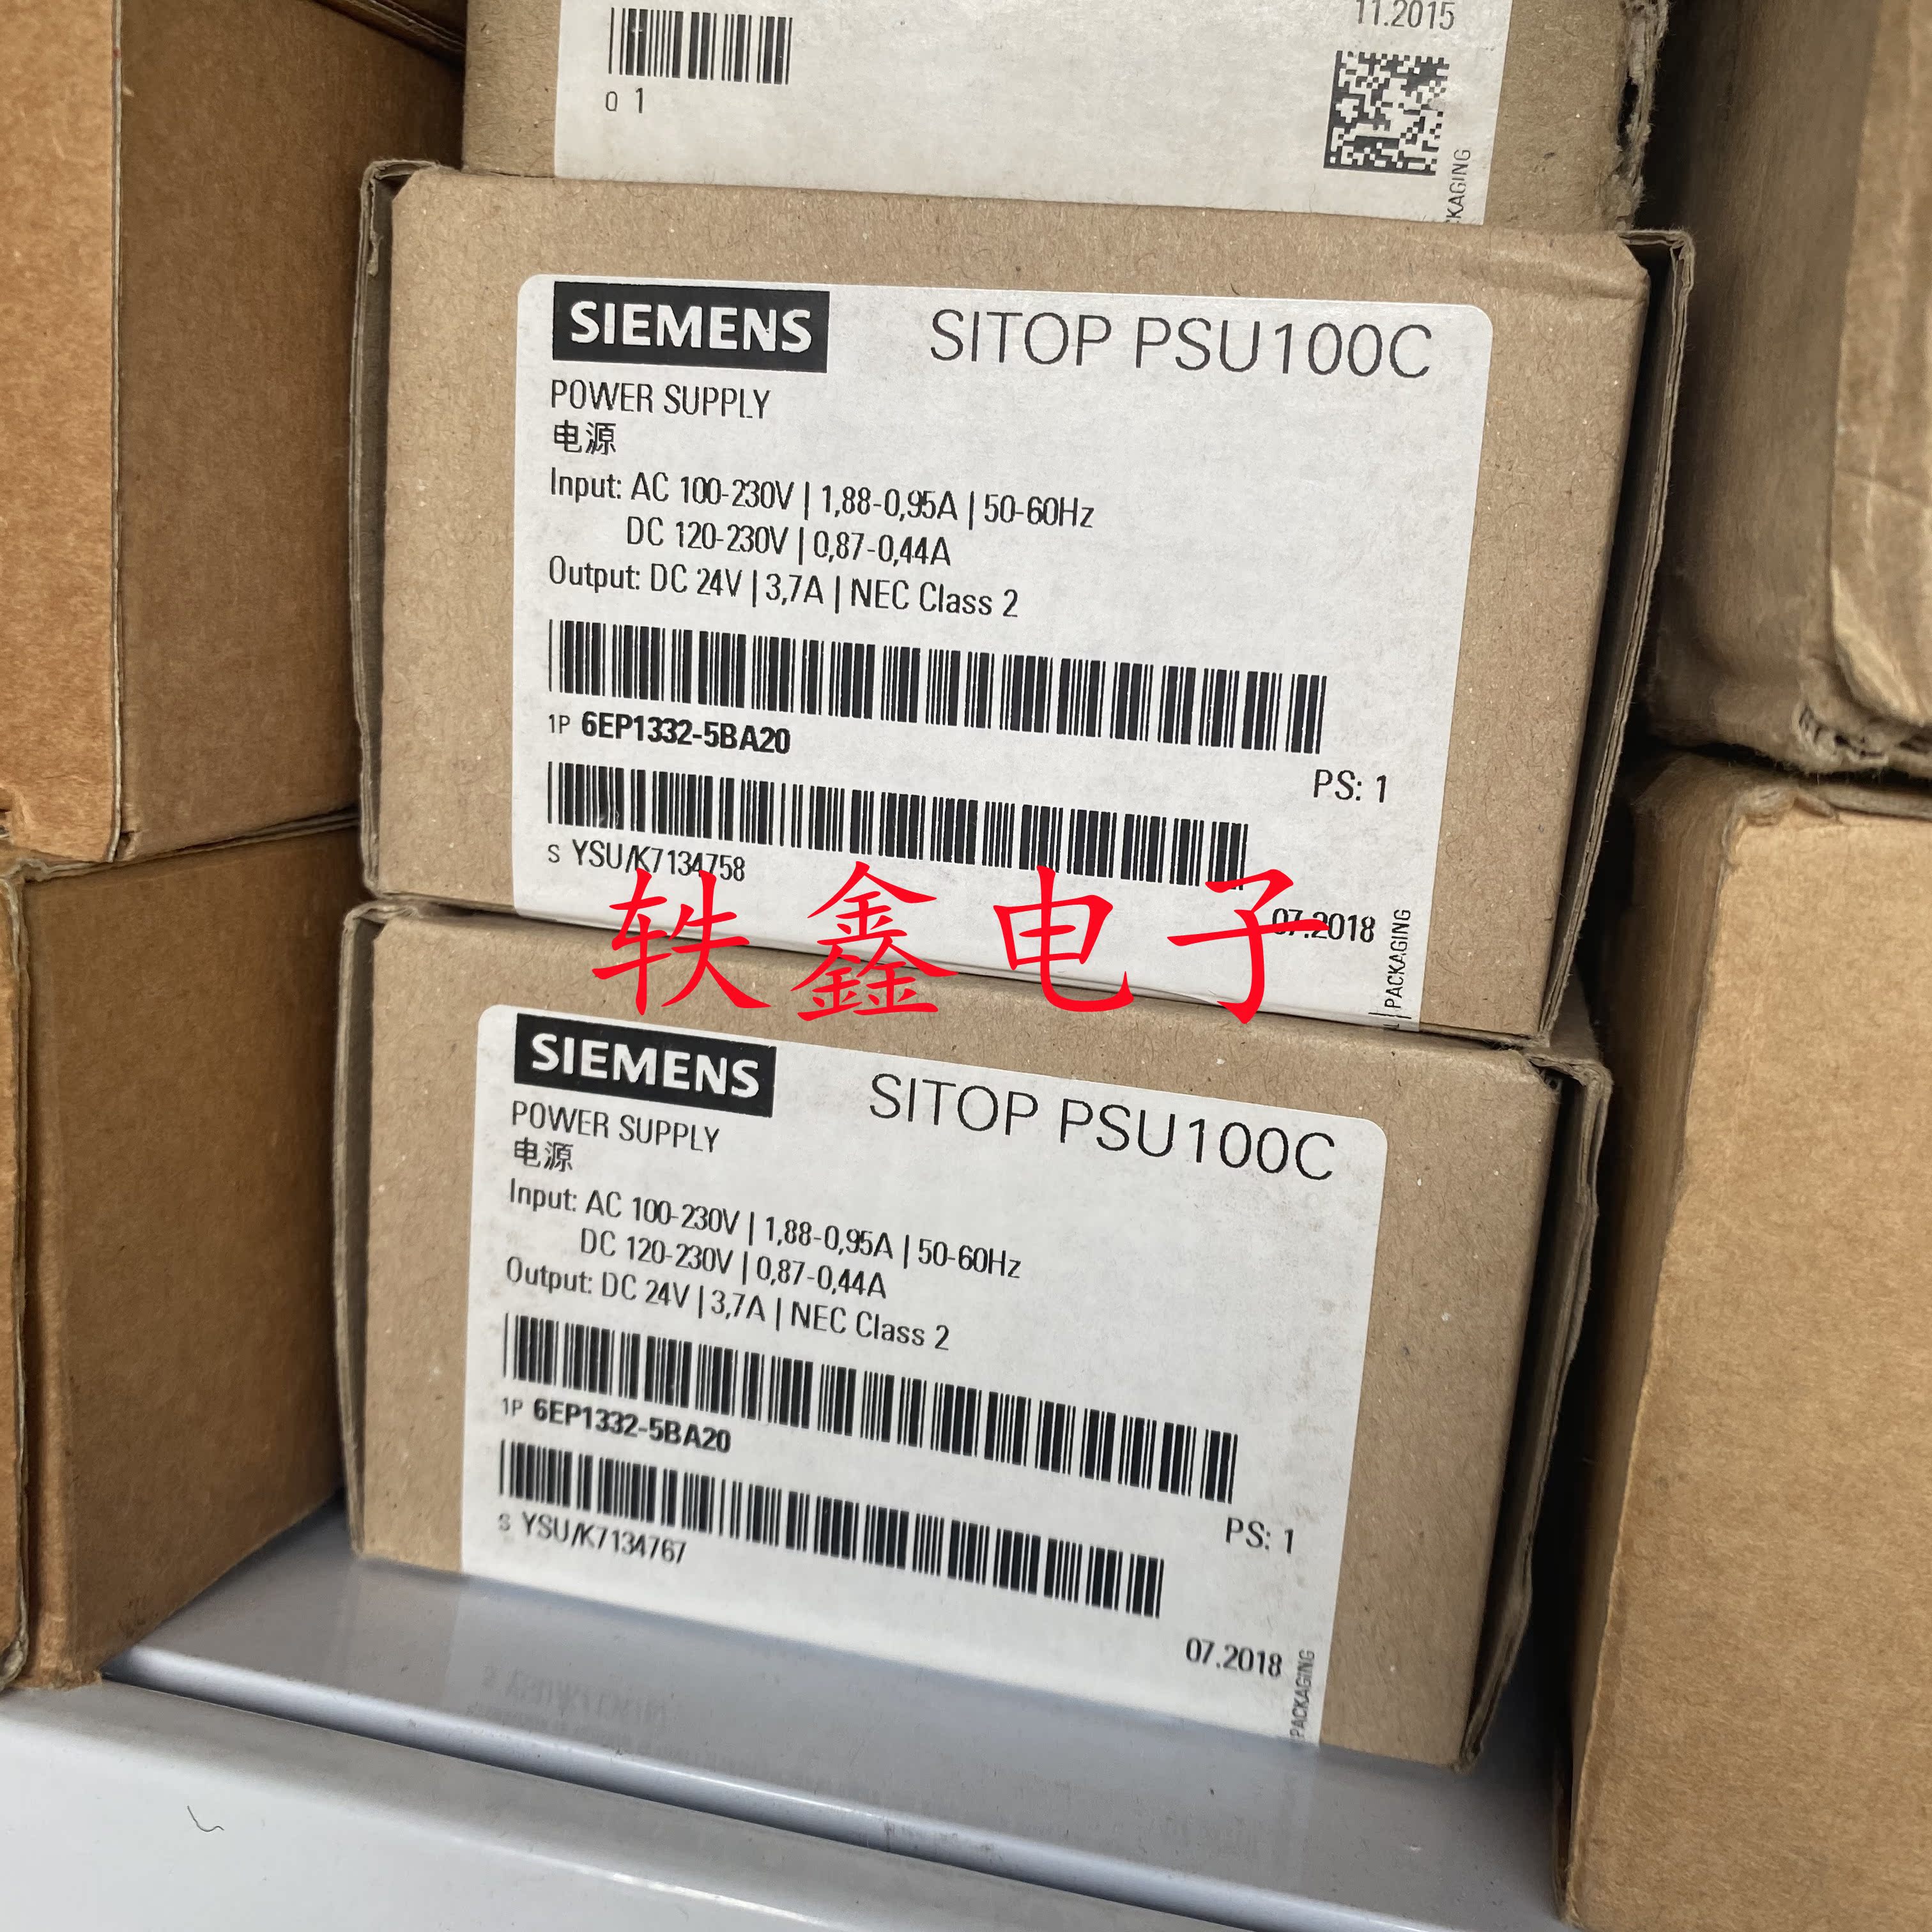 11.2015
Q 1
KAGING
SIEMENS
SITOP PSU100C
POWER SUPPLY
电源
Input: AC 100-230V | 1,88-0,95A | 50-60Hz
DC 120-230V | 0,87-0,44A
Output: DC 24V | 3,7A | NEC Class 2
1P 6EP1332-5BA20
PS: 1
S YSU/K7134758
07.2018
PACKAGING
轶鑫电子
SIEMENS
SITOP PSU100C
POWER SUPPLY
电源
Input: AC 100-230V | 1,88-0,95A | 50-60Hz
DC 120-230V | 0,87-0,44A
Output: DC 24V | 3,7A | NEC Class 2
1P 6EP1332-5BA20
PS: 1
S YSU/K7134767
07.2018
PACKAGING